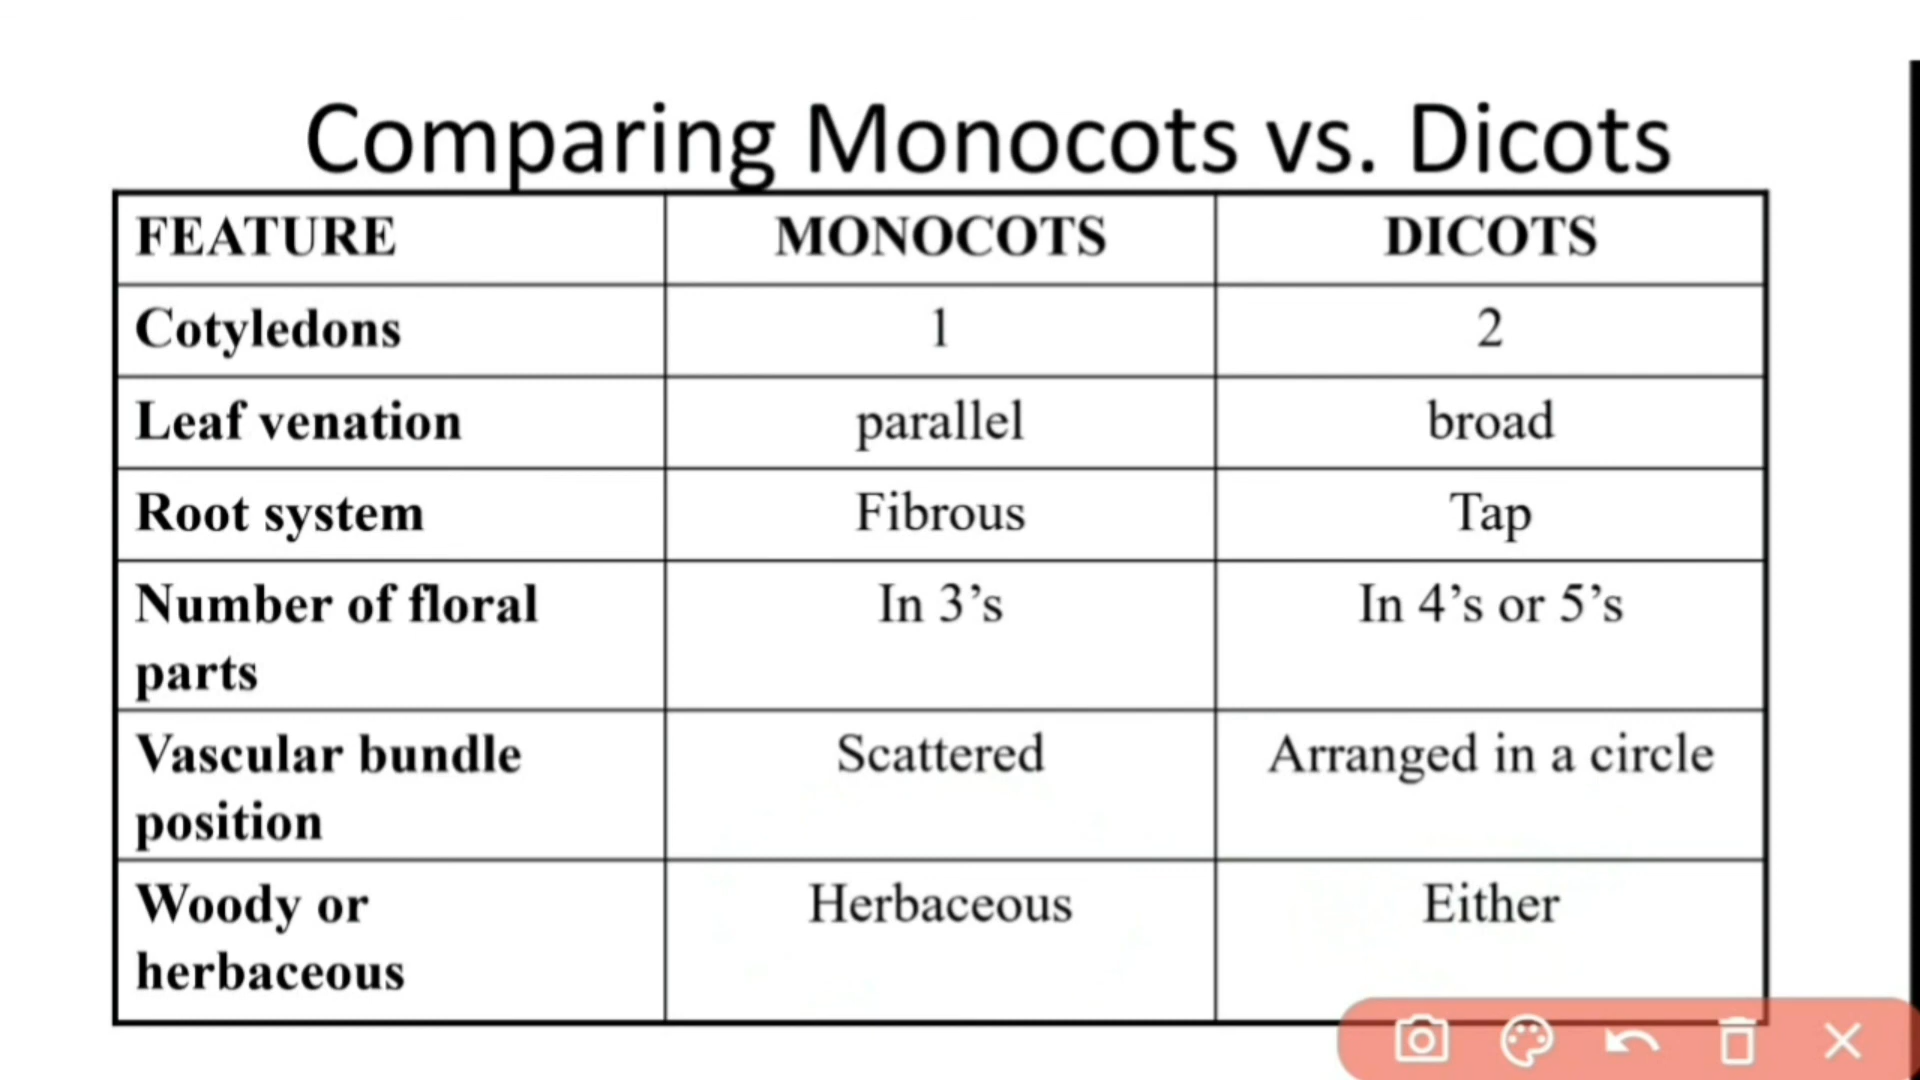 Comparing Monocots vs. Dicots
FEATURE MONOCOTS DICOTS
Cotyledons 1 2
Leaf venation parallel broad
Root system Fibrous Tap
Number of floral In 3’s In 4’s or 5’s
parts
Vascular bundle Scattered Arranged in a circle
position
Woody or Herbaceous Either
herbaceous